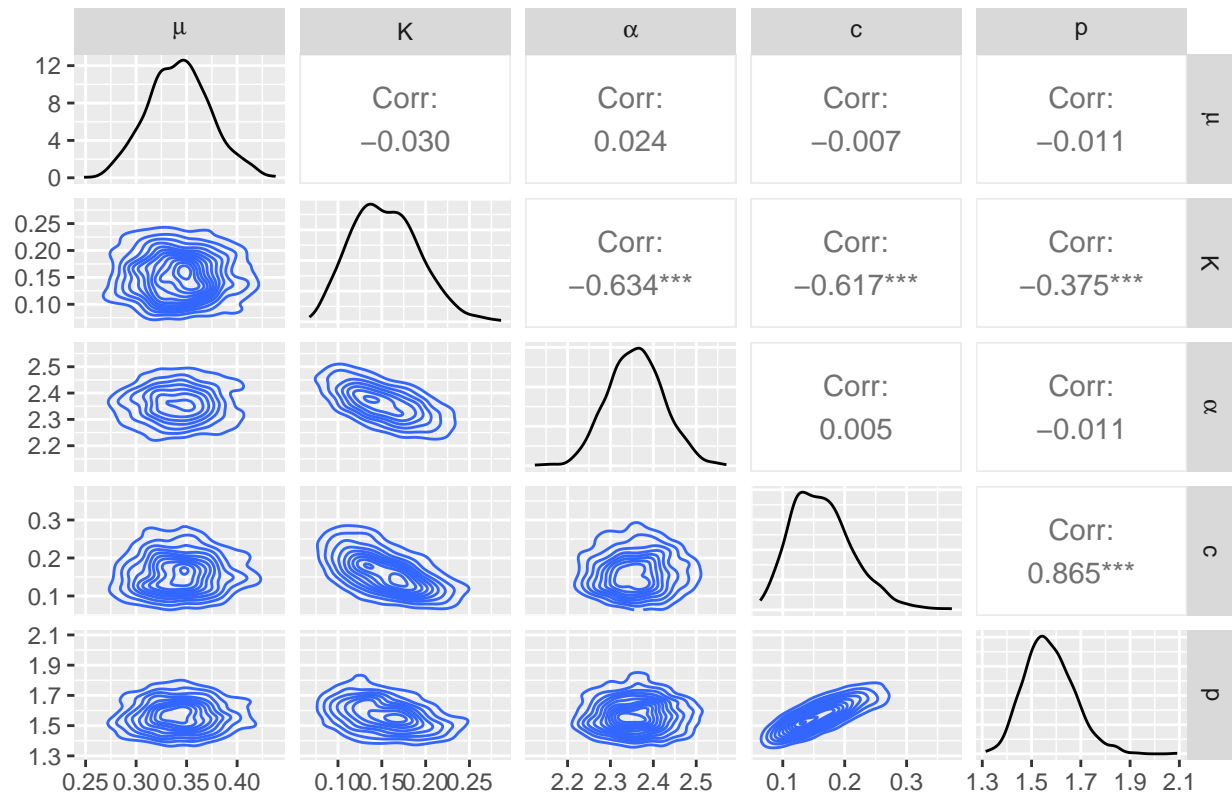 μ K α c p
12
8
4
0
Corr:
−0.030
Corr:
0.024
Corr:
−0.007
Corr:
−0.011
μ
0.25
0.20
0.15
0.10
Corr:
−0.634***
Corr:
−0.617***
Corr:
−0.375***
K
2.5
2.4
2.3
2.2
Corr:
0.005
Corr:
−0.011
α
0.3
0.2
0.1
Corr:
0.865***
c
2.1
1.9
1.7
1.5
1.3
p
0.25 0.30 0.35 0.40 0.10 0.15 0.20 0.25 2.2 2.3 2.4 2.5 0.1 0.2 0.3 1.3 1.5 1.7 1.9 2.1